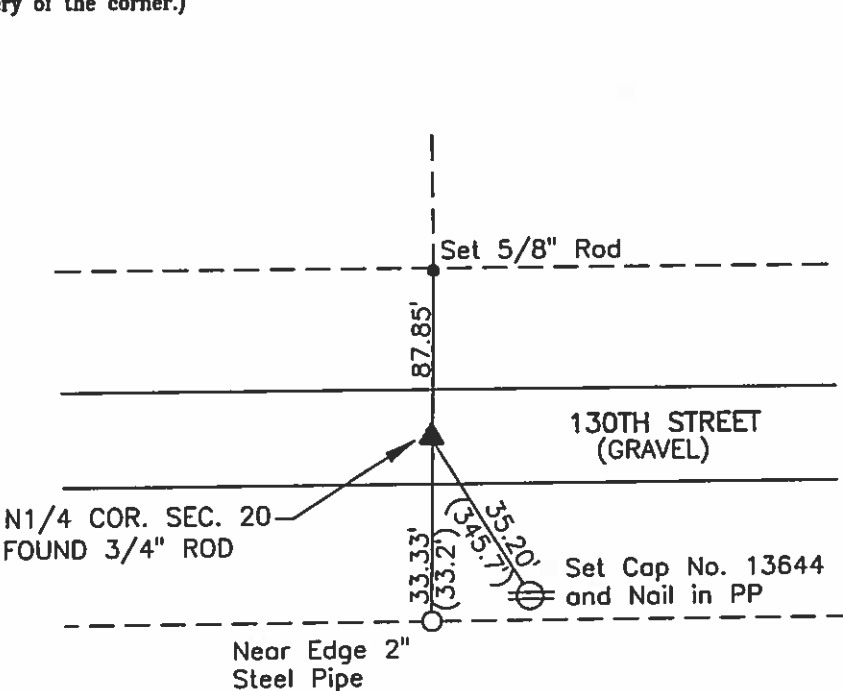 ery of the corner.)
Set 5/8" Rod
87.85'
130TH STREET
(GRAVEL)
N1/4 COR. SEC. 20
FOUND 3/4" ROD
33.33'
(33.2')
35.20'
(345.7')
Set Cap No. 13644
and Nail in PP
Near Edge 2"
Steel Pipe